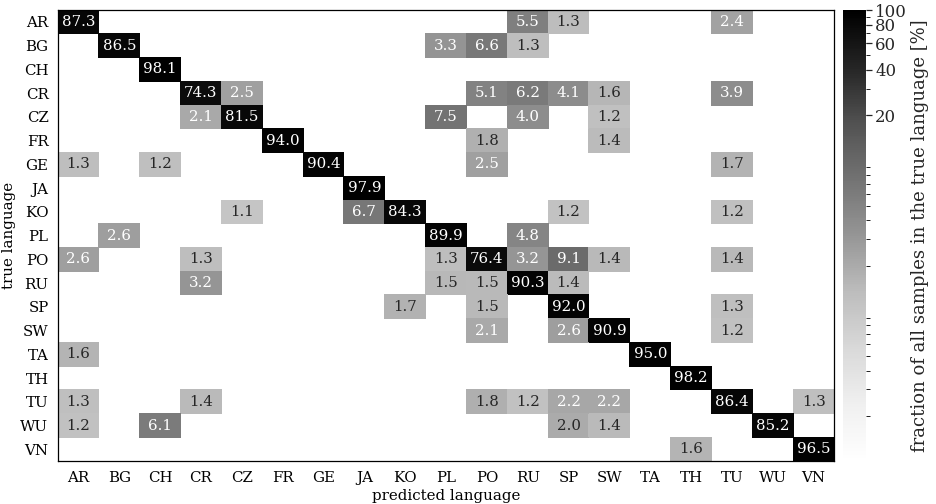 AR 87.3 5.5 1.3 2.4
BG 86.5 3.3 6.6 1.3
CH 98.1
CR 74.3 2.5 5.1 6.2 4.1 1.6 3.9
CZ 2.1 81.5 7.5 4.0 1.2
FR 94.0 1.8 1.4
GE 1.3 1.2 90.4 2.5 1.7
JA 97.9
KO 1.1 6.7 84.3 1.2 1.2
PL 2.6 89.9 4.8
PO 2.6 1.3 1.3 76.4 3.2 9.1 1.4 1.4
RU 3.2 1.5 1.5 90.3 1.4
SP 1.7 1.5 92.0 1.3
SW 2.1 2.6 90.9 1.2
TA 1.6 95.0
TH 98.2
TU 1.3 1.4 1.8 1.2 2.2 2.2 86.4 1.3
WU 1.2 6.1 2.0 1.4 85.2
VN 1.6 96.5
AR BG CH CR CZ FR GE JA KO PL PO RU SP SW TA TH TU WU VN
predicted language
true language
100
80
60
40
20
fraction of all samples in the true language [%]